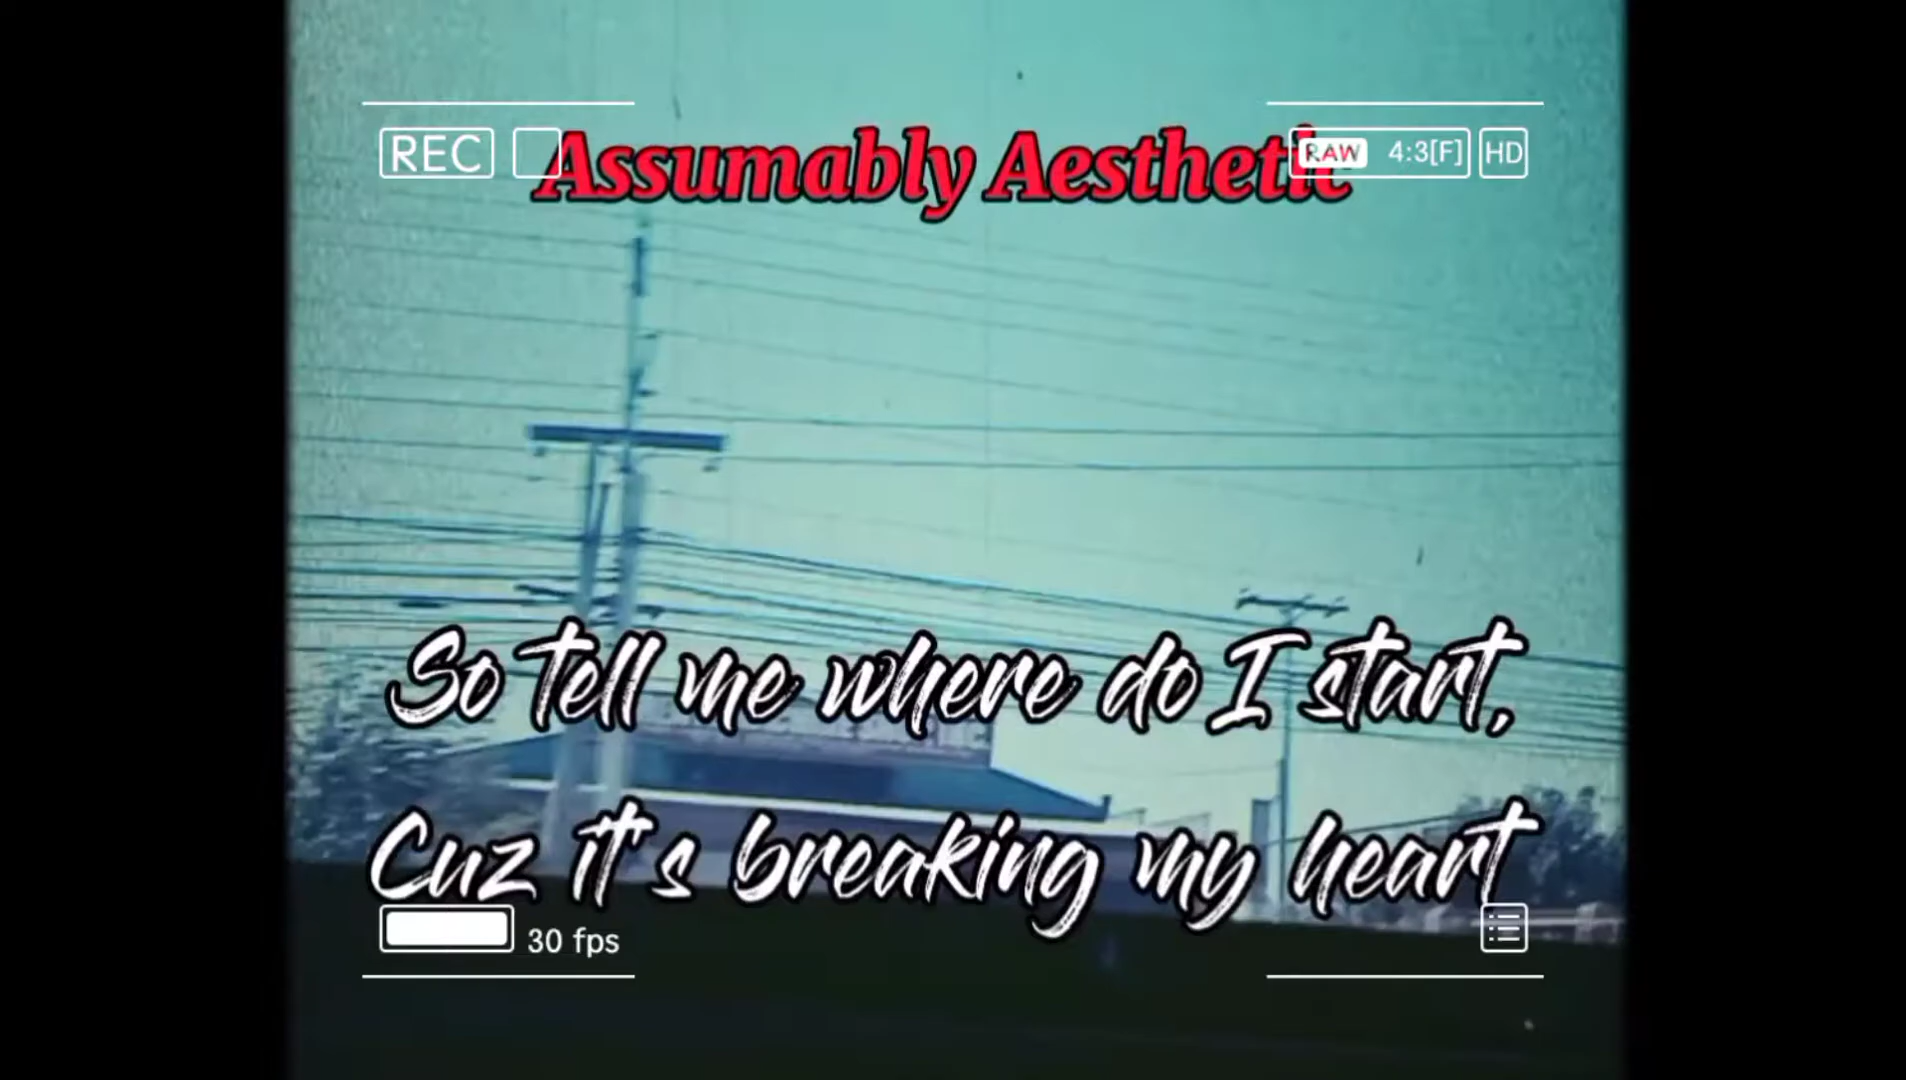 REC
Assumably Aesthetic
RAW 4:3[F] HD
So tell me where do I start,
Cuz it's breaking my heart
30 fps